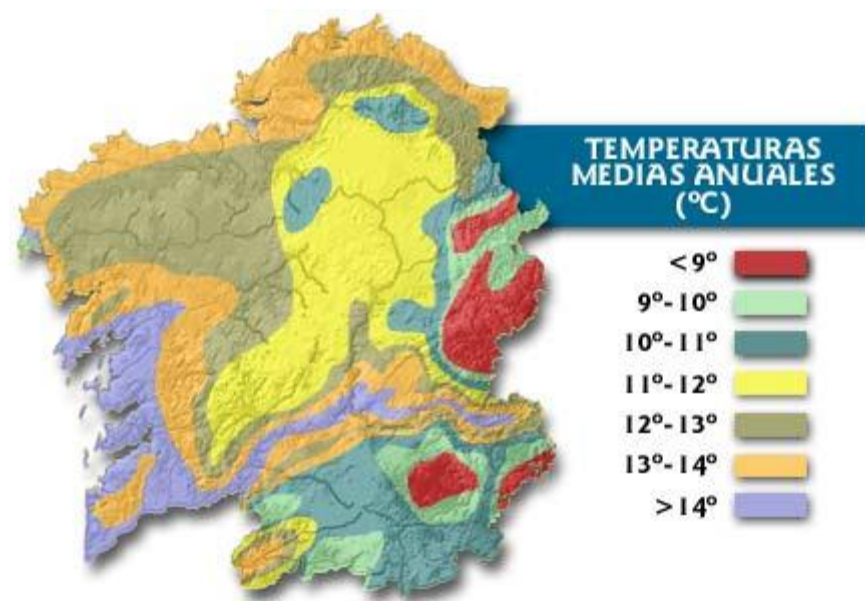 TEMPERATURAS
MEDIAS ANUALES
(ºC)
<9º
9º-10º
10º-11º
11º-12º
12º-13º
13º-14º
>14º